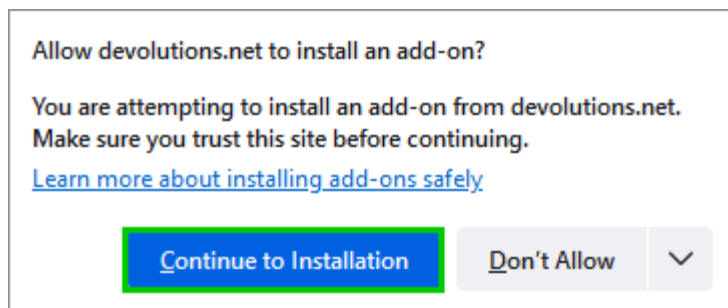 Allow devolutions.net to install an add-on?
You are attempting to install an add-on from devolutions.net.
Make sure you trust this site before continuing.
Learn more about installing add-ons safely
Continue to Installation
Don't Allow